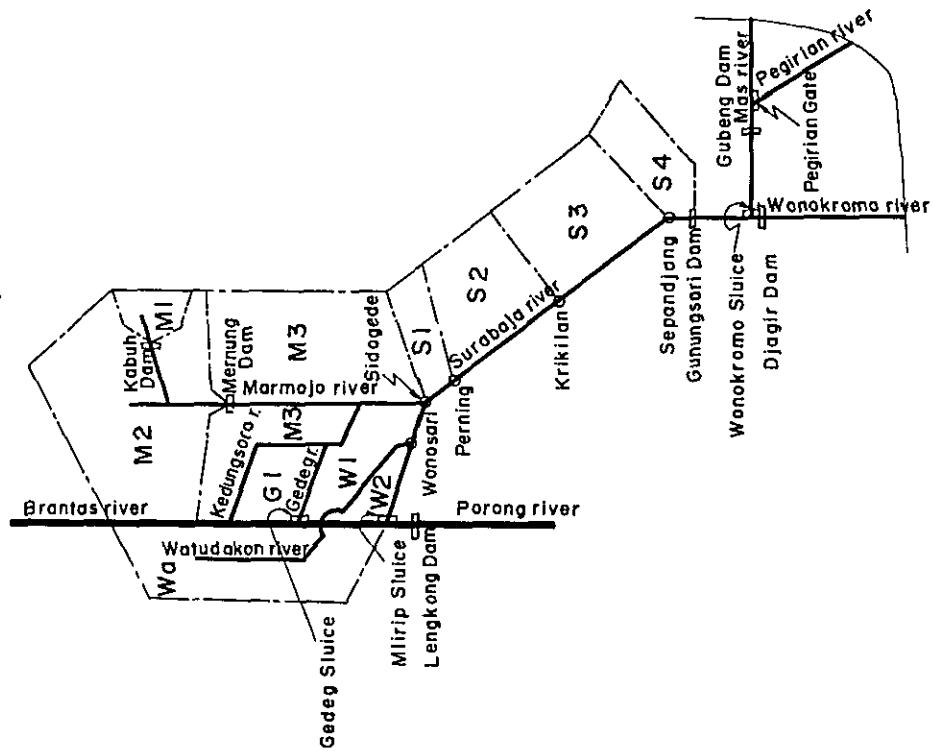 Brantas river
Porong river
Wa
Watudakon river
Gedeg Sluice
Mlirip Sluice
Lengkong Dam
M2
Kabuh
Dam
M1
Mernung
Dam
M3
Marmojo river
Kedungsoro r.
M3
G1
Gedeg r.
W1
W2
Sidogede
Wonosari
S1
Perning
S2
Surabaja river
Krikilan
S3
S4
Sepandjang
Gunungsari Dam
Wonokromo Sluice
Djagir Dam
Wonokromo river
Gubeng Dam
Mas river
Pegirian river
Pegirian Gate